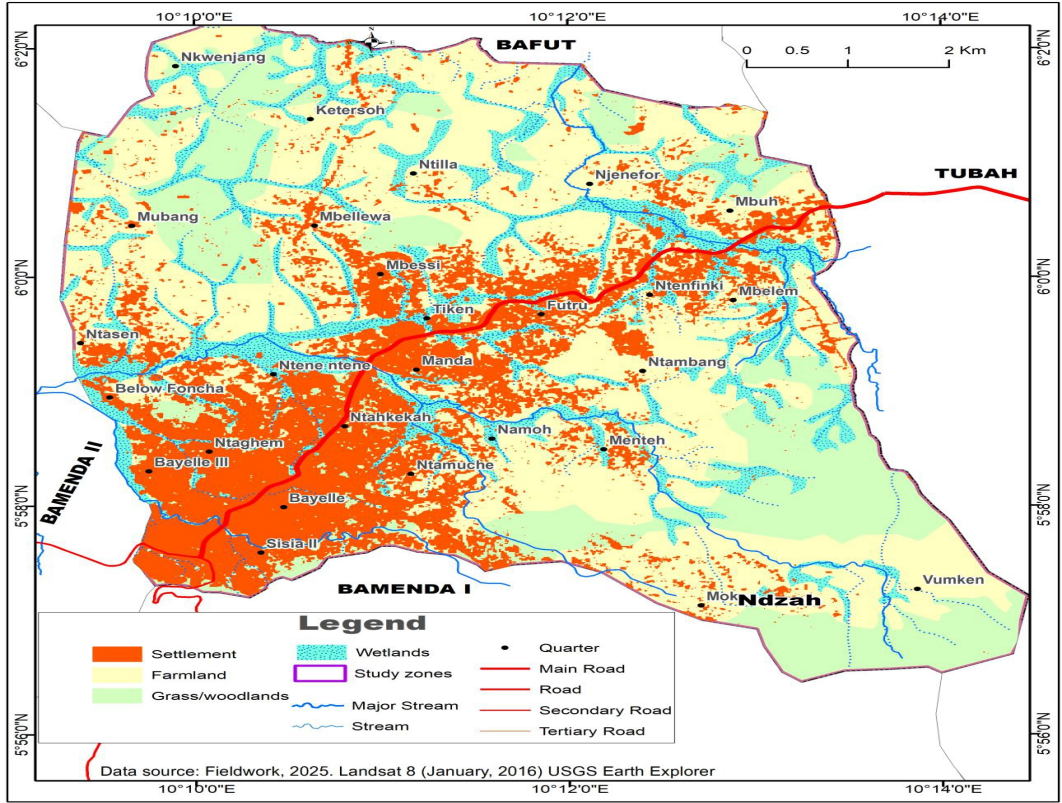 10°10'0"E 10°12'0"E 10°14'0"E
6°2'0"N 6°2'0"N
N
E
BAFUT
0 0.5 1 2 Km
Nkwenjang
Ketersoh
Ntilla
Njenefor
TUBAH
Mubang
Mbellewa
Mbuh
6°0'0"N 6°0'0"N
Mbessi
Ntenfinki
Mbelem
Tiken
Futru
Ntasen
Ntene ntene
Manda
Ntambang
Below Foncha
Ntahkekah
Namoh
Menteh
Ntaghem
Bayelle III
Ntamuche
BAMENDA II
5°58'0"N 5°58'0"N
Bayelle
Sisia II
BAMENDA I
Vumken
Mok
Ndzah
Legend
Settlement
Farmland
Grass/woodlands
Wetlands
Study zones
Major Stream
Stream
Quarter
Main Road
Road
Secondary Road
Tertiary Road
5°56'0"N 5°56'0"N
Data source: Fieldwork, 2025. Landsat 8 (January, 2016) USGS Earth Explorer
10°10'0"E 10°12'0"E 10°14'0"E